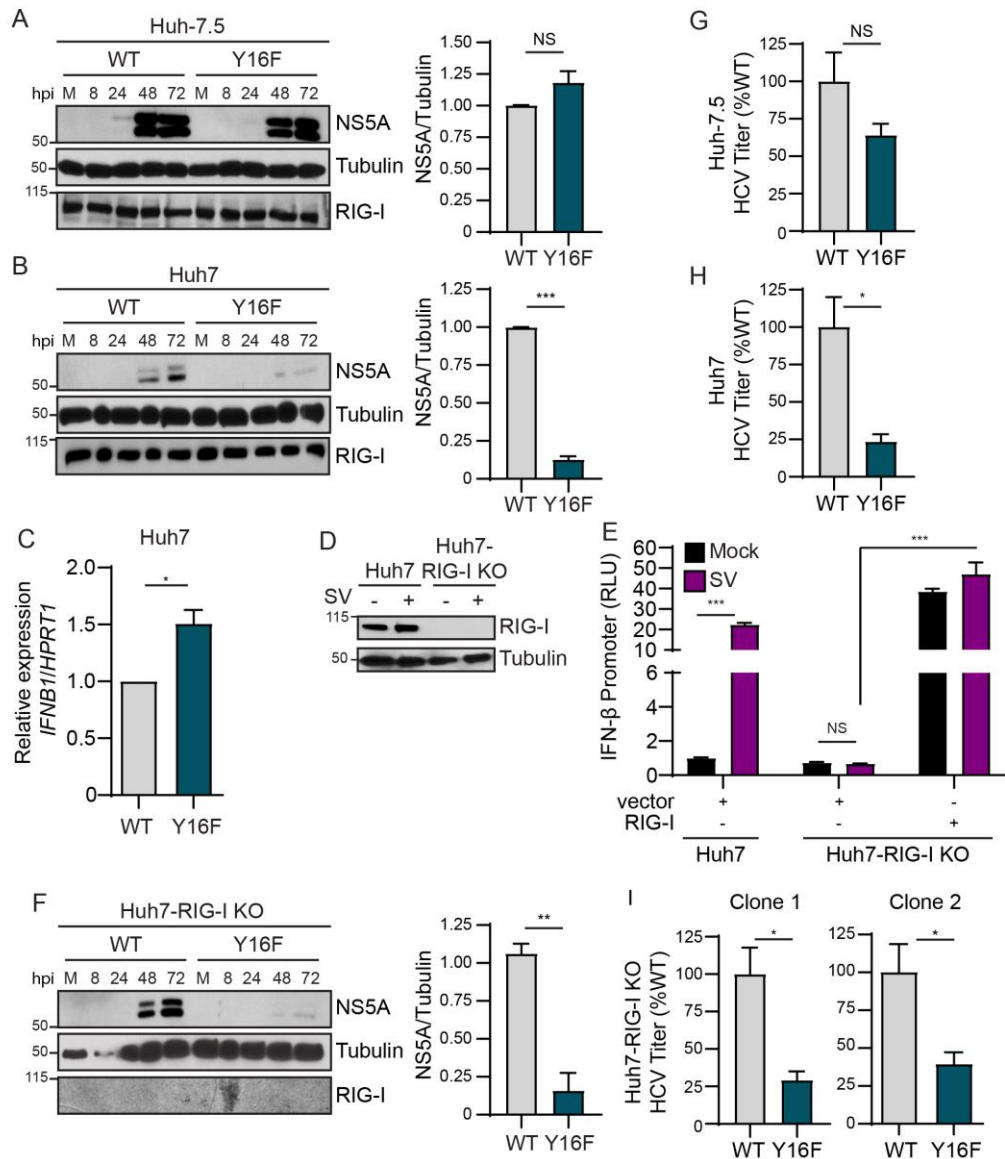 A
Huh-7.5
WT Y16F
hpi M 8 24 48 72 M 8 24 48 72
NS5A
50
Tubulin
50
115
RIG-I
NS5A/Tubulin
1.50
1.25
1.00
0.75
0.50
0.25
0
NS
WT Y16F
G
Huh-7.5
HCV Titer (%WT)
125
100
75
50
25
0
NS
WT Y16F
B
Huh7
WT Y16F
hpi M 8 24 48 72 M 8 24 48 72
NS5A
50
Tubulin
50
115
RIG-I
NS5A/Tubulin
1.25
1.00
0.75
0.50
0.25
0
***
WT Y16F
H
Huh7
HCV Titer (%WT)
125
100
75
50
25
0
*
WT Y16F
C
Huh7
Relative expression
IFNB1/HPRT1
2.0
1.5
1.0
0.5
0
*
WT Y16F
D
Huh7-
Huh7 RIG-I KO
SV - + - +
115
RIG-I
50
Tubulin
E
Mock
SV
IFN-β Promoter (RLU)
60
50
40
30
20
10
6
4
2
0
***
NS
***
vector + + -
RIG-I - - +
Huh7 Huh7-RIG-I KO
F
Huh7-RIG-I KO
WT Y16F
hpi M 8 24 48 72 M 8 24 48 72
NS5A
50
50
Tubulin
115
RIG-I
NS5A/Tubulin
1.25
1.00
0.75
0.50
0.25
0
**
WT Y16F
I
Clone 1 Clone 2
Huh7-RIG-I KO
HCV Titer (%WT)
125
100
75
50
25
0
*
WT Y16F
125
100
75
50
25
0
*
WT Y16F